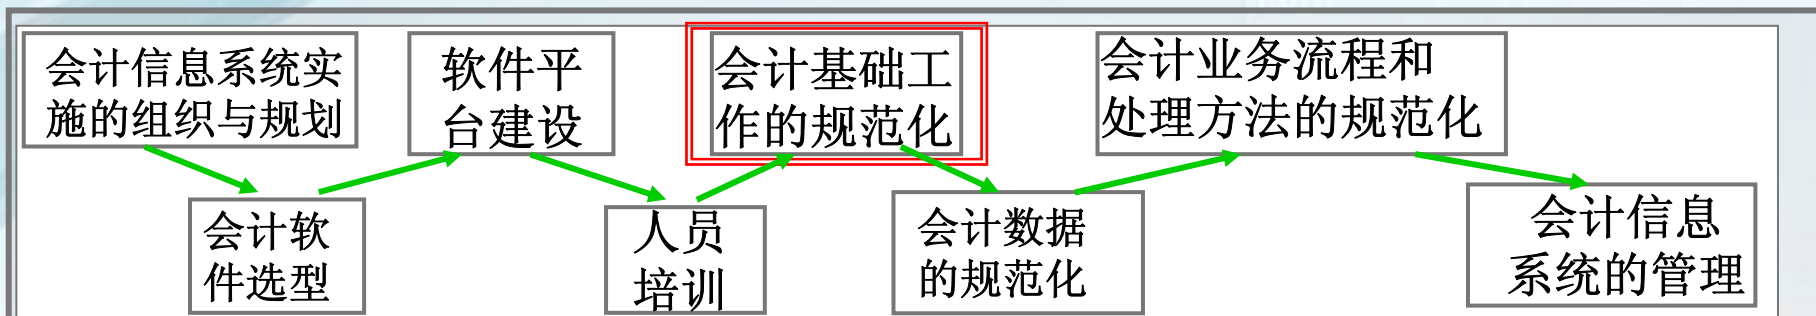 会计信息系统实
施的组织与规划
会计软
件选型
软件平
台建设
人员
培训
会计基础工
作的规范化
会计数据
的规范化
会计业务流程和
处理方法的规范化
会计信息
系统的管理